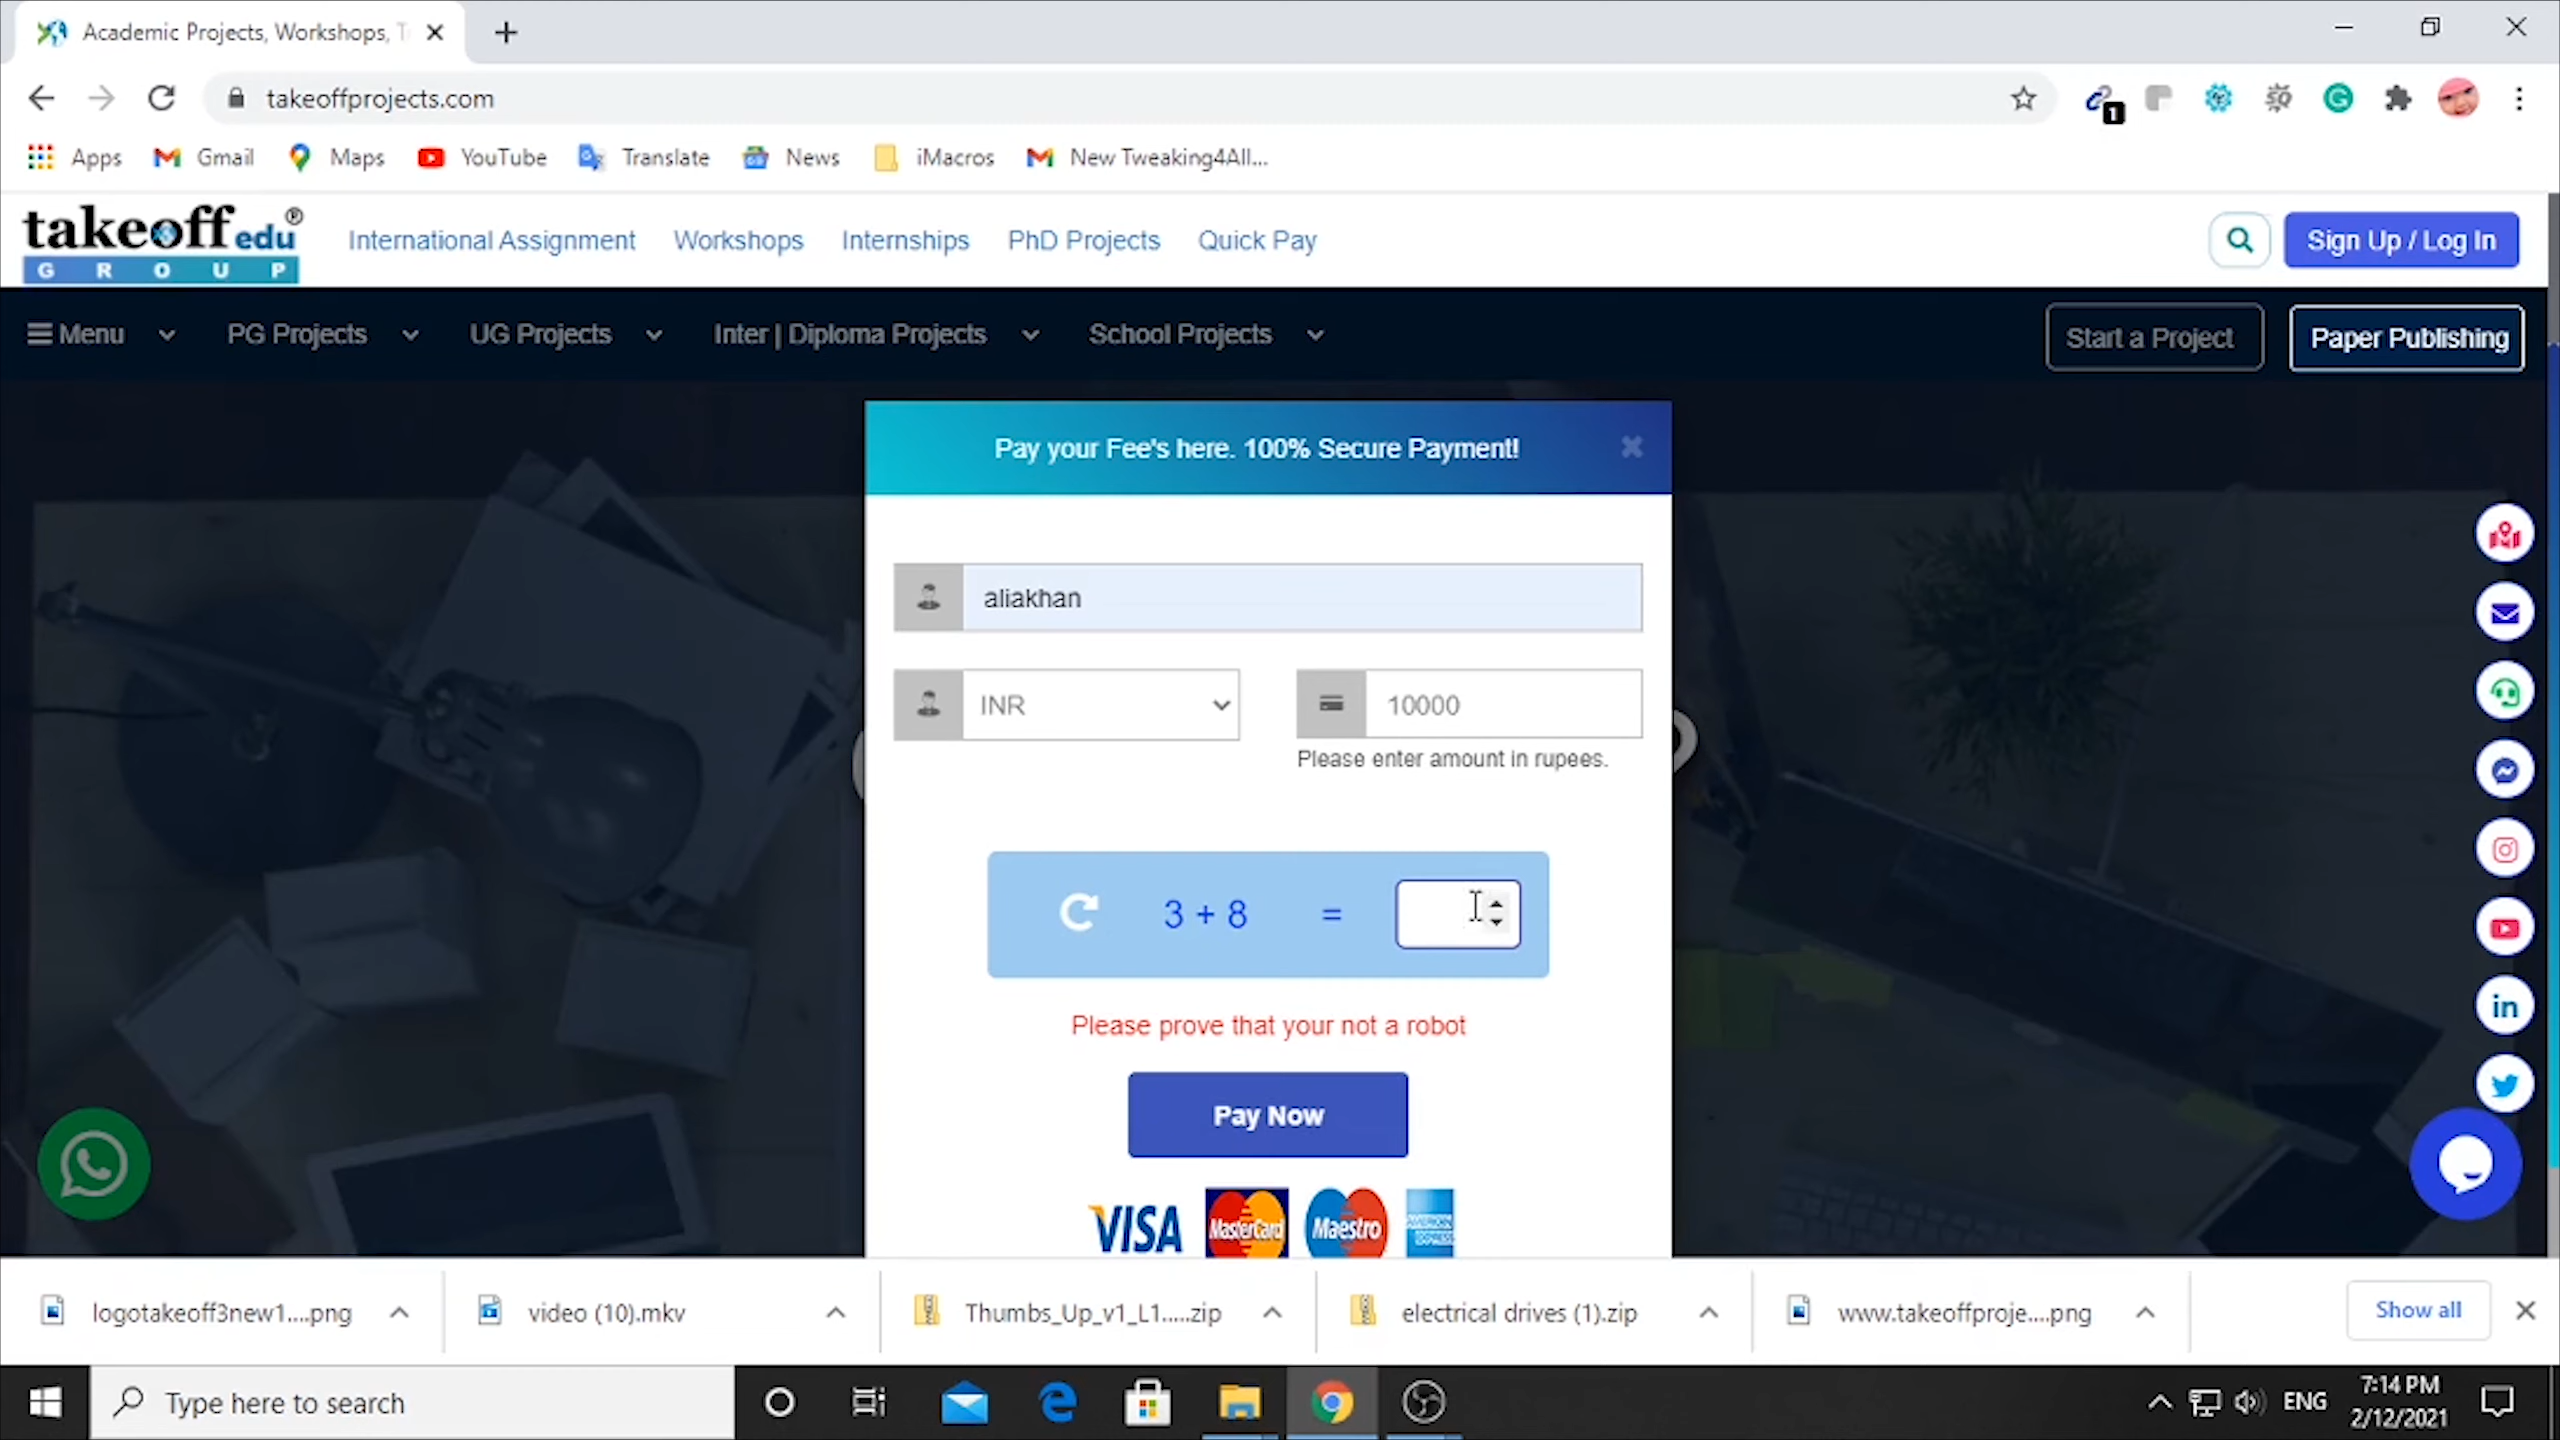 Academic Projects, Workshops, T
takeoffprojects.com
1
Apps Gmail Maps YouTube Translate News iMacros New Tweaking4All...
takeoff edu ®
GROUP
International Assignment Workshops Internships PhD Projects Quick Pay
Sign Up / Log In
Menu PG Projects UG Projects Inter | Diploma Projects School Projects
Start a Project Paper Publishing
Pay your Fee's here. 100% Secure Payment!
aliakhan
INR 10000
Please enter amount in rupees.
3 + 8 =
Please prove that your not a robot
Pay Now
VISA MasterCard Maestro AMERICAN EXPRESS
logotakeoff3new1....png video (10).mkv Thumbs_Up_v1_L1.....zip electrical drives (1).zip www.takeoffproje....png Show all
Type here to search
ENG
7:14 PM
2/12/2021